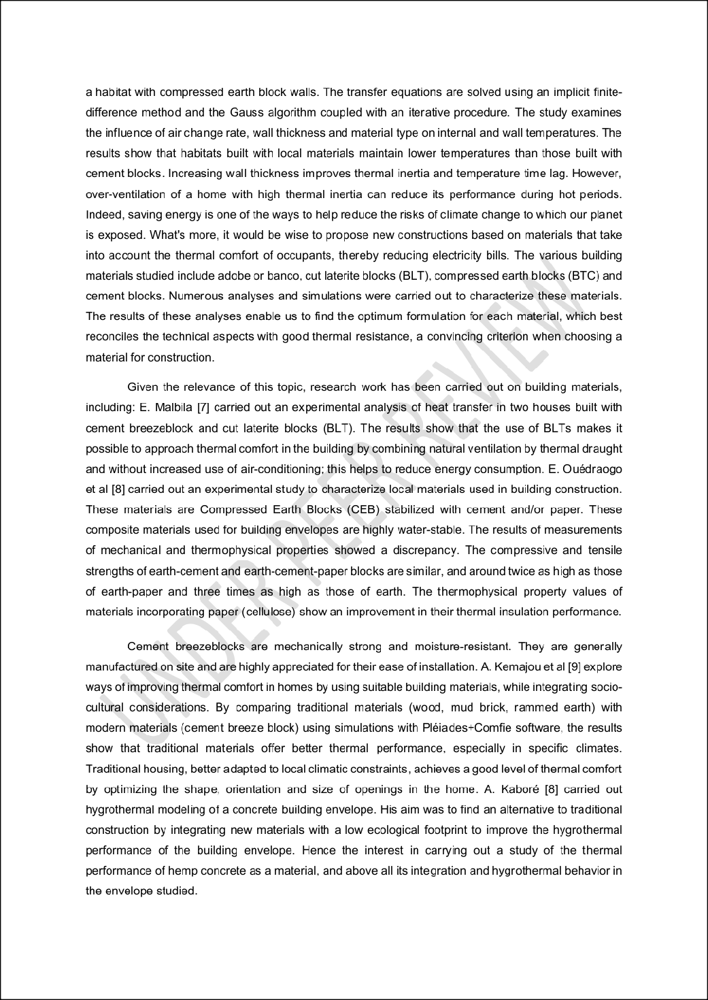 a habitat with compressed earth block walls. The transfer equations are solved using an implicit finite-
difference method and the Gauss algorithm coupled with an iterative procedure. The study examines
the influence of air change rate, wall thickness and material type on internal and wall temperatures. The
results show that habitats built with local materials maintain lower temperatures than those built with
cement blocks. Increasing wall thickness improves thermal inertia and temperature time lag. However,
over-ventilation of a home with high thermal inertia can reduce its performance during hot periods.
Indeed, saving energy is one of the ways to help reduce the risks of climate change to which our planet
is exposed. What's more, it would be wise to propose new constructions based on materials that take
into account the thermal comfort of occupants, thereby reducing electricity bills. The various building
materials studied include adobe or banco, cut laterite blocks (BLT), compressed earth blocks (BTC) and
cement blocks. Numerous analyses and simulations were carried out to characterize these materials.
The results of these analyses enable us to find the optimum formulation for each material, which best
reconciles the technical aspects with good thermal resistance, a convincing criterion when choosing a
material for construction.
Given the relevance of this topic, research work has been carried out on building materials,
including: E. Malbila [7] carried out an experimental analysis of heat transfer in two houses built with
cement breezeblock and cut laterite blocks (BLT). The results show that the use of BLTs makes it
possible to approach thermal comfort in the building by combining natural ventilation by thermal draught
and without increased use of air-conditioning; this helps to reduce energy consumption. E. Ouédraogo
et al [8] carried out an experimental study to characterize local materials used in building construction.
These materials are Compressed Earth Blocks (CEB) stabilized with cement and/or paper. These
composite materials used for building envelopes are highly water-stable. The results of measurements
of mechanical and thermophysical properties showed a discrepancy. The compressive and tensile
strengths of earth-cement and earth-cement-paper blocks are similar, and around twice as high as those
of earth-paper and three times as high as those of earth. The thermophysical property values of
materials incorporating paper (cellulose) show an improvement in their thermal insulation performance.
Cement breezeblocks are mechanically strong and moisture-resistant. They are generally
manufactured on site and are highly appreciated for their ease of installation. A. Kemajou et al [9] explore
ways of improving thermal comfort in homes by using suitable building materials, while integrating socio-
cultural considerations. By comparing traditional materials (wood, mud brick, rammed earth) with
modern materials (cement breeze block) using simulations with Pléiades+Comfie software, the results
show that traditional materials offer better thermal performance, especially in specific climates.
Traditional housing, better adapted to local climatic constraints, achieves a good level of thermal comfort
by optimizing the shape, orientation and size of openings in the home. A. Kaboré [8] carried out
hygrothermal modeling of a concrete building envelope. His aim was to find an alternative to traditional
construction by integrating new materials with a low ecological footprint to improve the hygrothermal
performance of the building envelope. Hence the interest in carrying out a study of the thermal
performance of hemp concrete as a material, and above all its integration and hygrothermal behavior in
the envelope studied.
UNDER PEER REVIEW